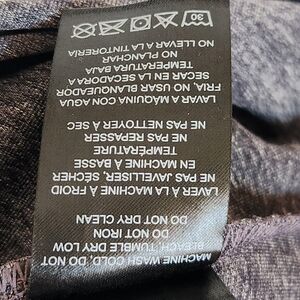 MACHINE WASH COLD, DO NOT
BLEACH, TUMBLE DRY LOW
DO NOT IRON
DO NOT DRY CLEAN
LAVER À LA MACHINE À FROID
NE PAS JAVELLISER, SÉCHER
EN MACHINE À BASSE
TEMPÉRATURE
NE PAS REPASSER
NE PAS NETTOYER À SEC
LAVAR A MAQUINA CON AGUA
FRIA, NO USAR BLANQUEADOR
SECAR EN LA SECADORA A
TEMPERATURA BAJA
NO PLANCHAR
NO LLEVAR A LA TINTORERÍA
30